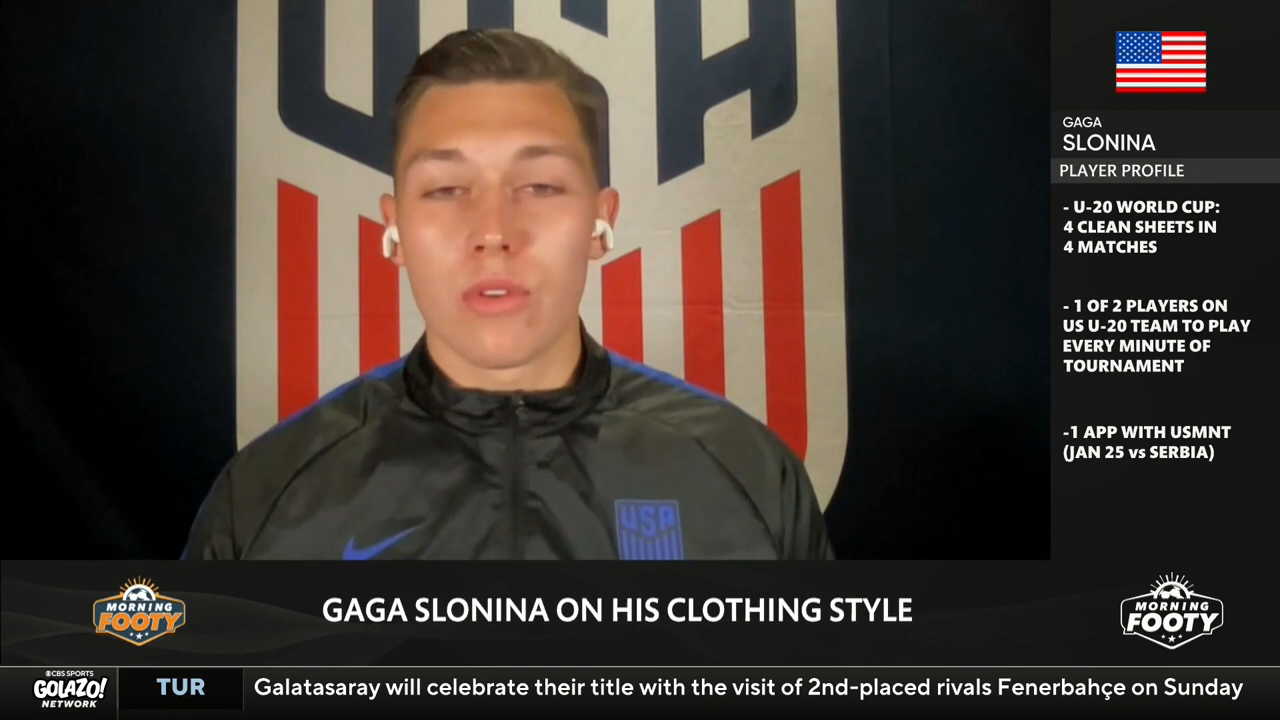 USA
USA
GAGA
SLONINA
PLAYER PROFILE
- U-20 WORLD CUP:
4 CLEAN SHEETS IN
4 MATCHES
- 1 OF 2 PLAYERS ON
US U-20 TEAM TO PLAY
EVERY MINUTE OF
TOURNAMENT
-1 APP WITH USMNT
(JAN 25 vs SERBIA)
MORNING
FOOTY
GAGA SLONINA ON HIS CLOTHING STYLE
MORNING
FOOTY
CBS SPORTS
GOLAZO!
NETWORK
TUR
Galatasaray will celebrate their title with the visit of 2nd-placed rivals Fenerbahçe on Sunday